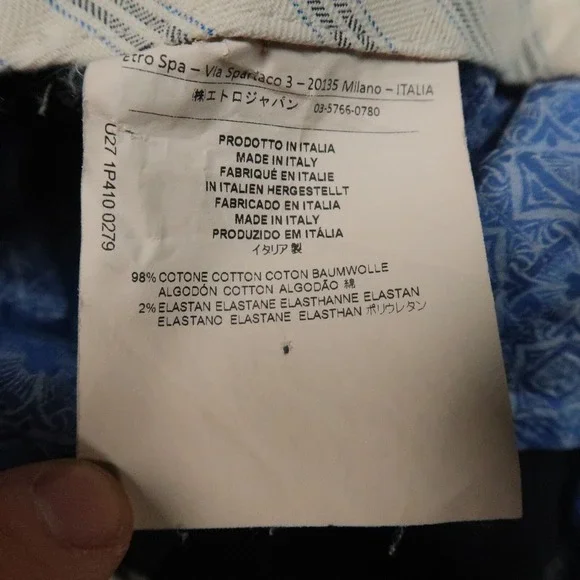 etro Spa – Via Spartaco 3 – 20135 Milano – ITALIA
㈱エトロジャパン 03-5766-0780
PRODOTTO IN ITALIA
MADE IN ITALY
FABRIQUÉ EN ITALIE
IN ITALIEN HERGESTELLT
FABRICADO EN ITALIA
MADE IN ITALY
PRODUZIDO EM ITÁLIA
イタリア製
98% COTONE COTTON COTON BAUMWOLLE
ALGODÓN COTTON ALGODÃO 綿
2% ELASTAN ELASTANE ELASTHANNE ELASTAN
ELASTANO ELASTANE ELASTHAN ポリウレタン
U27 1P410 0279